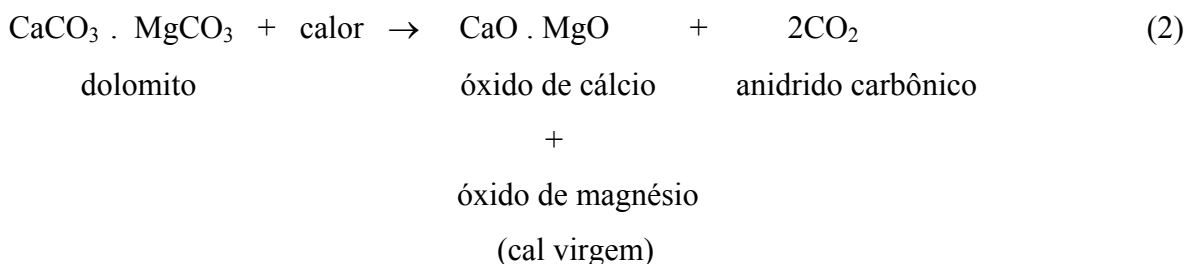 CaCO₃ . MgCO₃ + calor → CaO . MgO + 2CO₂ (2)
dolomito óxido de cálcio anidrido carbônico
+
óxido de magnésio
(cal virgem)